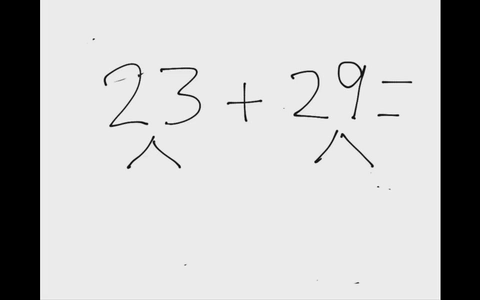 23 + 29 =